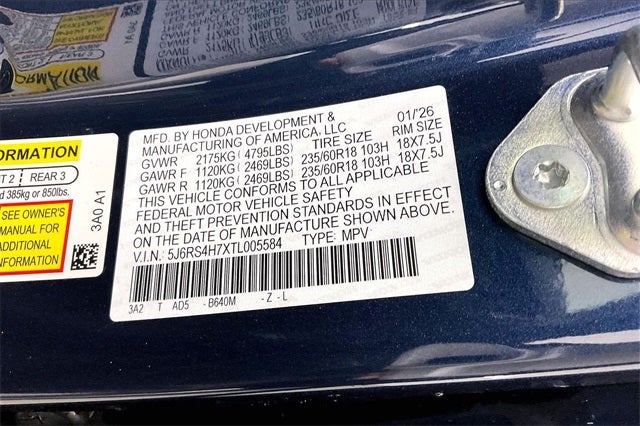 ORMATION
T 2 REAR 3
d 385kg or 850lbs.
SEE OWNER'S
MANUAL FOR
ADDITIONAL
INFORMATION
3A0 A1
MFD. BY HONDA DEVELOPMENT & 01/26
MANUFACTURING OF AMERICA, LLC TIRE SIZE RIM SIZE
GVWR 2175KG(4795LBS)
GAWR F 1120KG(2469LBS) 235/60R18 103H 18X7.5J
GAWR R 1120KG(2469LBS) 235/60R18 103H 18X7.5J
THIS VEHICLE CONFORMS TO ALL APPLICABLE
FEDERAL MOTOR VEHICLE SAFETY
AND THEFT PREVENTION STANDARDS IN EFFECT
ON THE DATE OF MANUFACTURE SHOWN ABOVE.
V.I.N. 5J6RS4H7XTL005584 TYPE: MPV
3A2 T AD5 - B640M - Z - L